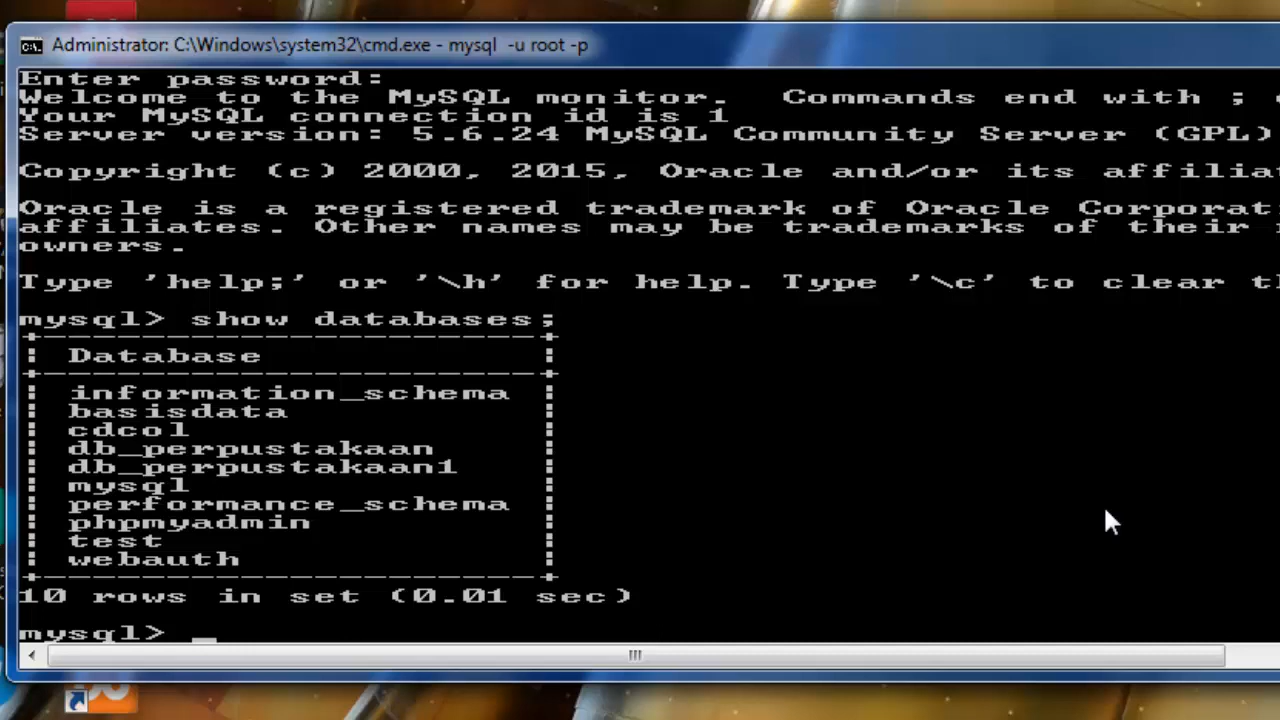 Administrator: C:\Windows\system32\cmd.exe - mysql -u root -p
Enter password:
Welcome to the MySQL monitor. Commands end with ;
Your MySQL connection id is 1
Server version: 5.6.24 MySQL Community Server (GPL)
Copyright (c) 2000, 2015, Oracle and/or its affilia
Oracle is a registered trademark of Oracle Corporat
affiliates. Other names may be trademarks of their
owners.
Type 'help;' or '\h' for help. Type '\c' to clear t
mysql> show databases;
Database
information_schema
basisdata
cdcol
db_perpustakaan
db_perpustakaan1
mysql
performance_schema
phpmyadmin
test
webauth
10 rows in set (0.01 sec)
mysql> _